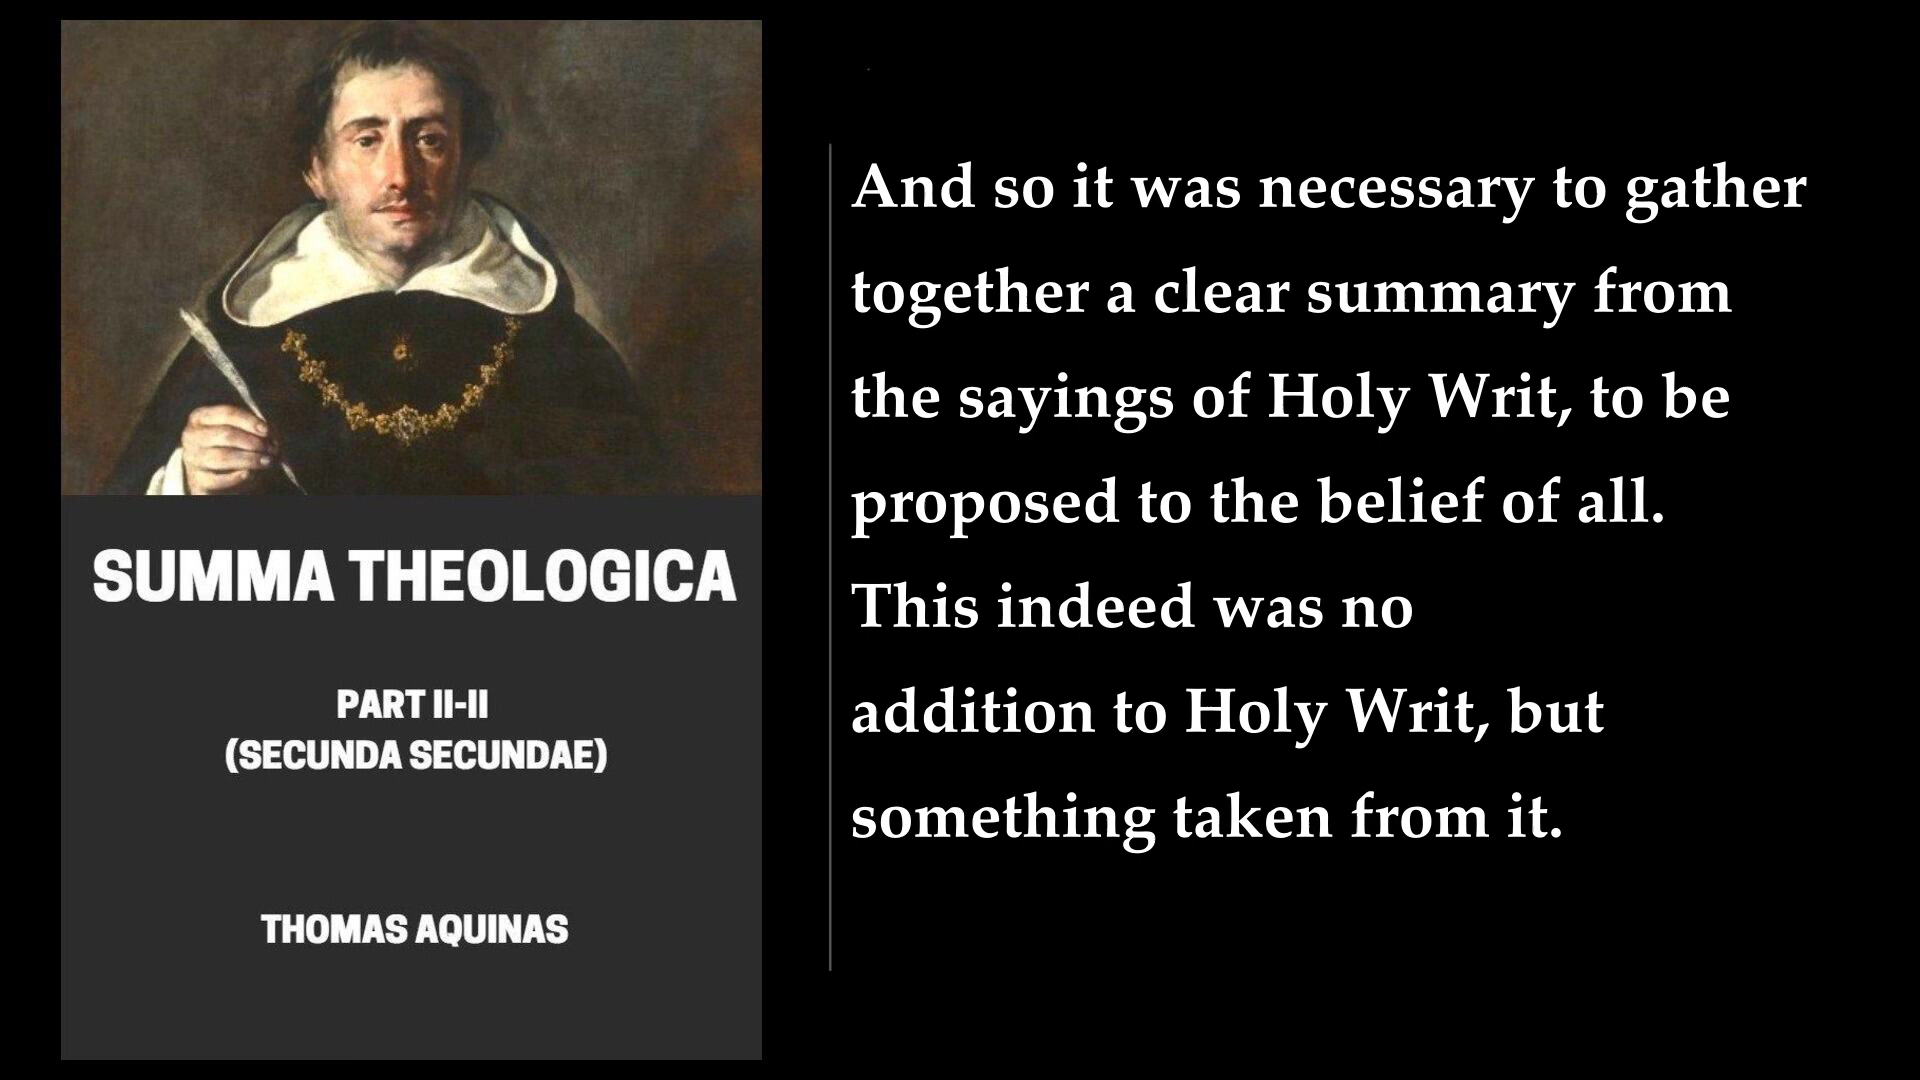 SUMMA THEOLOGICA
PART II-II
(SECUNDA SECUNDAE)
THOMAS AQUINAS
And so it was necessary to gather
together a clear summary from
the sayings of Holy Writ, to be
proposed to the belief of all.
This indeed was no
addition to Holy Writ, but
something taken from it.